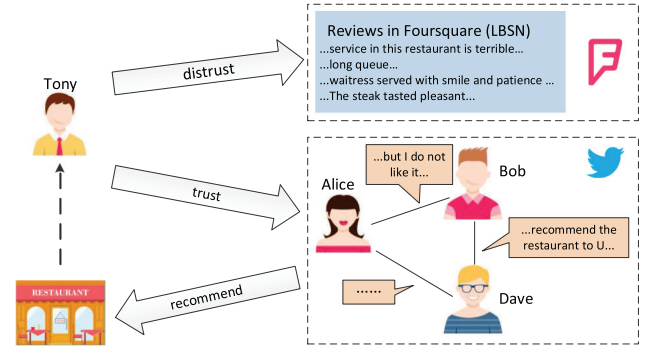 Reviews in Foursquare (LBSN)
...service in this restaurant is terrible...
...long queue...
...waitress served with smile and patience ...
...The steak tasted pleasant...
distrust
Tony
trust
Alice
...but I do not
like it...
Bob
...recommend the
restaurant to U...
......
Dave
recommend
RESTAURANT